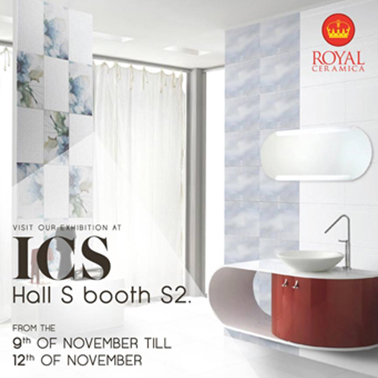 ROYAL
CERAMICA
VISIT OUR EXHIBITION AT
ICS
Hall S booth S2.
FROM THE
9th OF NOVEMBER TILL
12th OF NOVEMBER